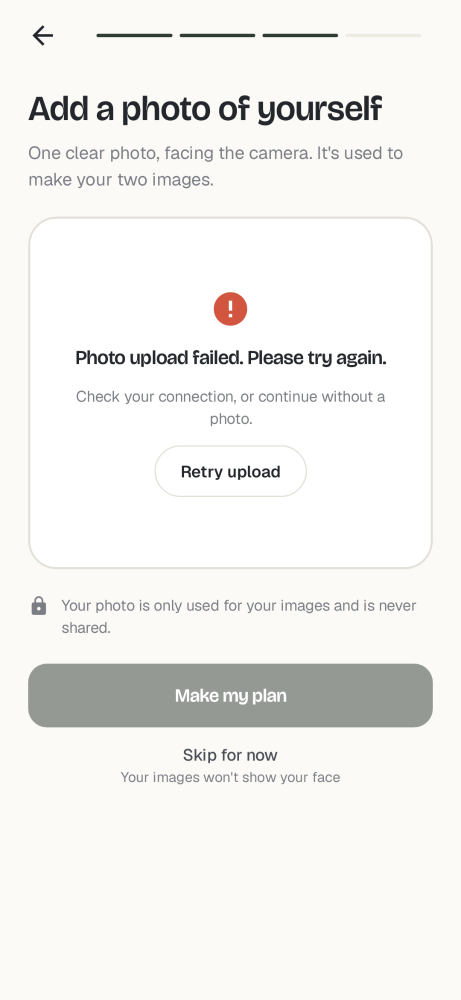 Add a photo of yourself
One clear photo, facing the camera. It's used to
make your two images.
Photo upload failed. Please try again.
Check your connection, or continue without a
photo.
Retry upload
Your photo is only used for your images and is never
shared.
Make my plan
Skip for now
Your images won't show your face